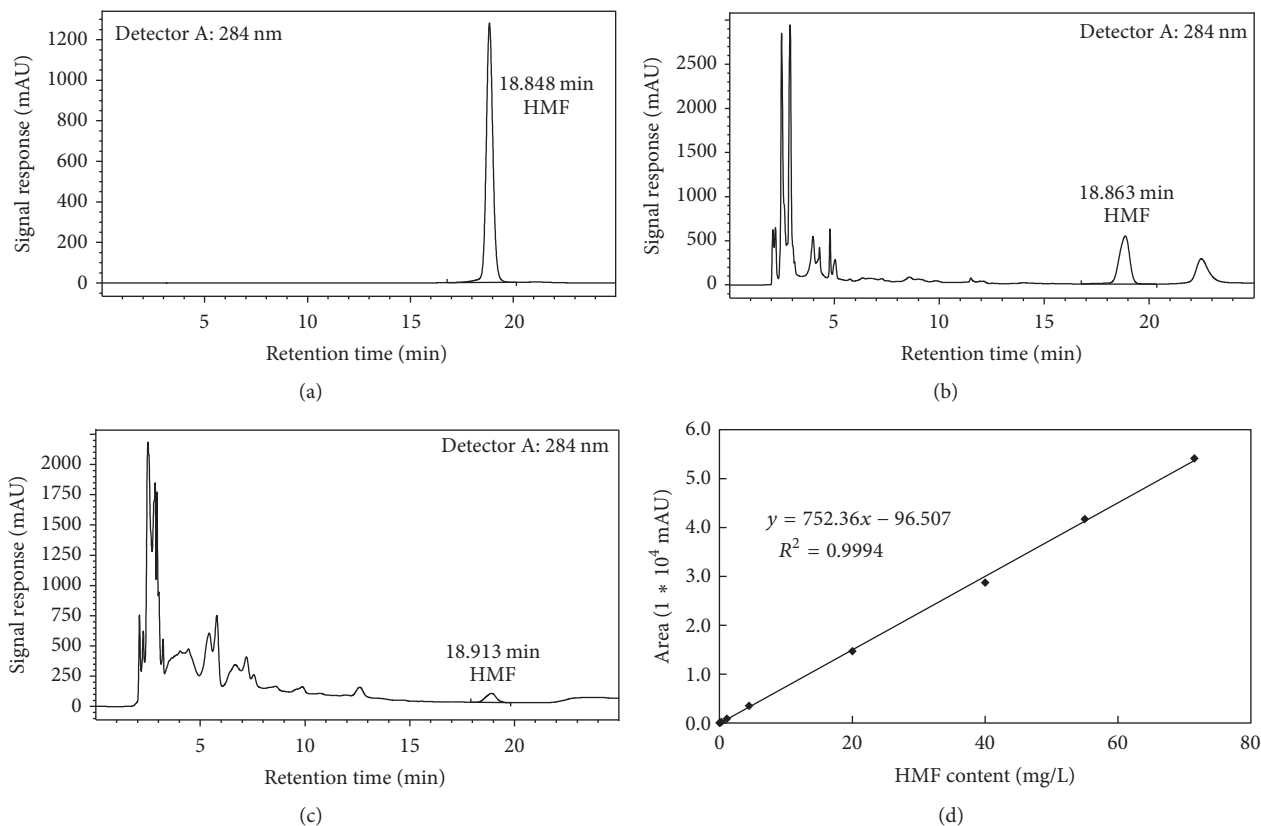 Detector A: 284 nm
18.848 min
HMF
Signal response (mAU)
1200
1000
800
600
400
200
0
5
10
15
20
Retention time (min)
(a)
Detector A: 284 nm
18.863 min
HMF
Signal response (mAU)
2500
2000
1500
1000
500
0
5
10
15
20
Retention time (min)
(b)
Detector A: 284 nm
18.913 min
HMF
Signal response (mAU)
2000
1750
1500
1250
1000
750
500
250
0
5
10
15
20
Retention time (min)
(c)
y = 752.36x − 96.507
R² = 0.9994
Area (1 * 10⁴ mAU)
6.0
5.0
4.0
3.0
2.0
1.0
0.0
0
20
40
60
80
HMF content (mg/L)
(d)